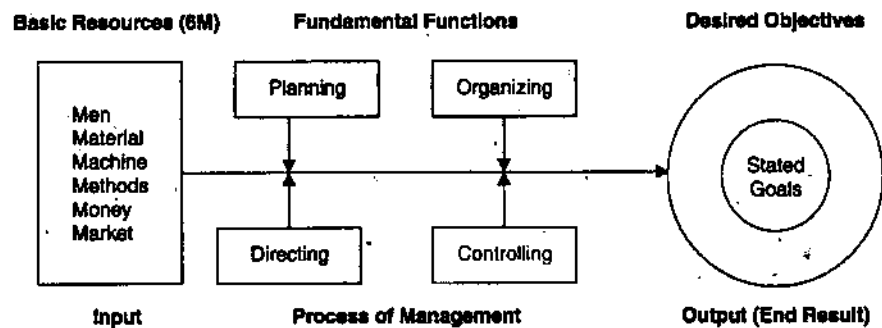 Basic Resources (6M)
Fundamental Functions
Desired Objectives
Planning
Organizing
Men
Material
Machine
Methods
Money
Market
Stated
Goals
Directing
Controlling
Input
Process of Management
Output (End Result)